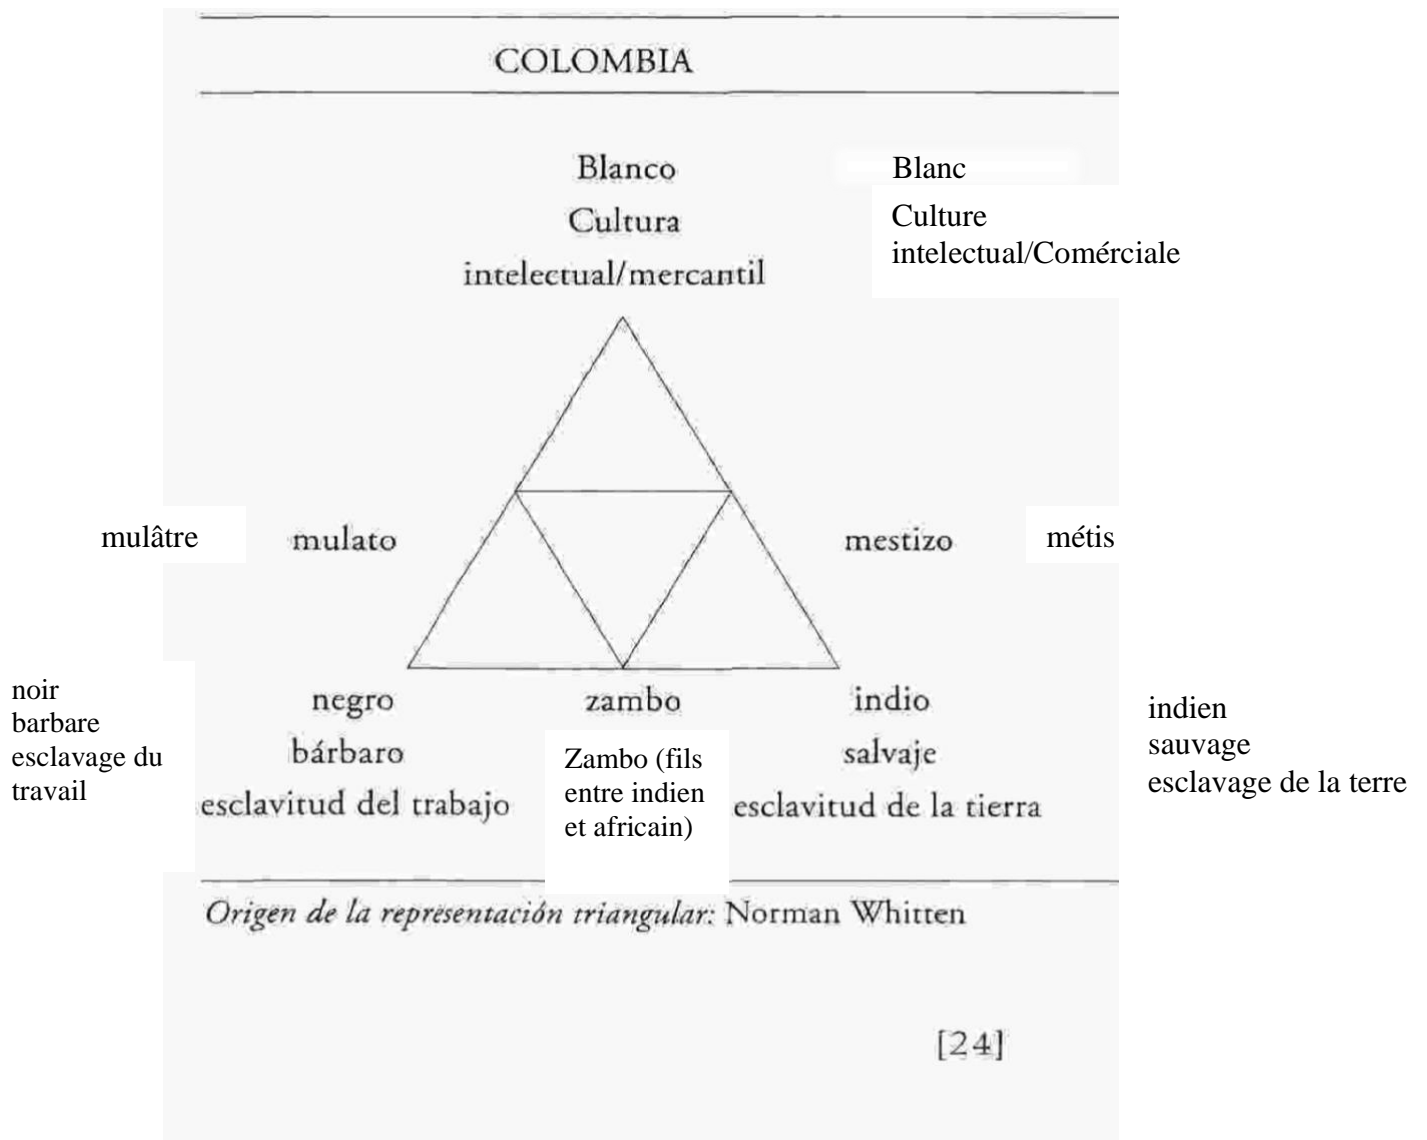 COLOMBIA
Blanco
Blanc
Cultura
Culture
intelectual/mercantil
intelectual/Comérciale
mulâtre
mulato
mestizo
métis
noir
barbare
esclavage du
travail
negro
bárbaro
esclavitud del trabajo
zambo
Zambo (fils
entre indien
et africain)
indio
salvaje
esclavitud de la tierra
indien
sauvage
esclavage de la terre
Origen de la representación triangular: Norman Whitten
[24]